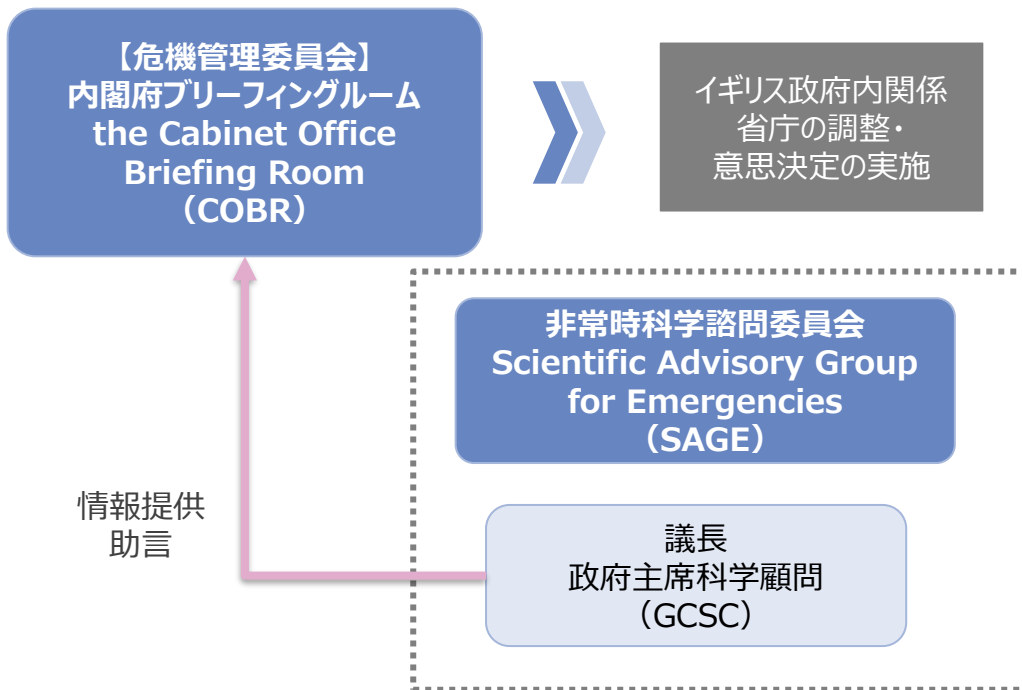 【危機管理委員会】
内閣府ブリーフィングルーム
the Cabinet Office
Briefing Room
（COBR）
イギリス政府内関係
省庁の調整・
意思決定の実施
非常時科学諮問委員会
Scientific Advisory Group
for Emergencies
（SAGE）
情報提供
助言
議長
政府主席科学顧問
（GCSC）